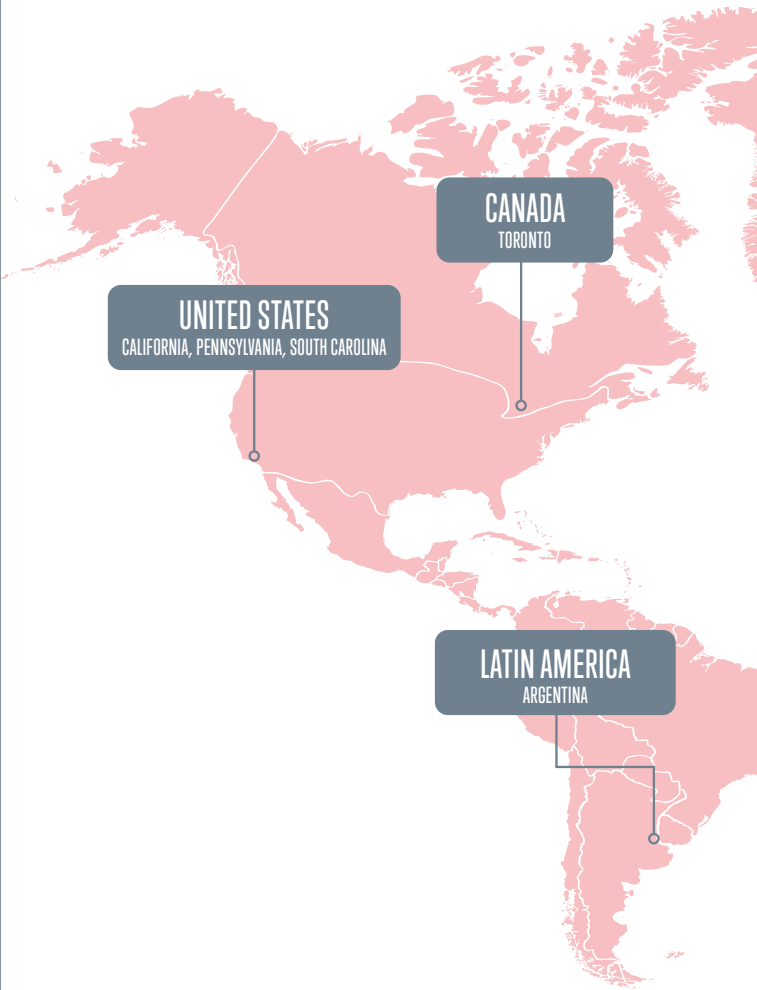 CANADA
TORONTO
UNITED STATES
CALIFORNIA, PENNSYLVANIA, SOUTH CAROLINA
LATIN AMERICA
ARGENTINA